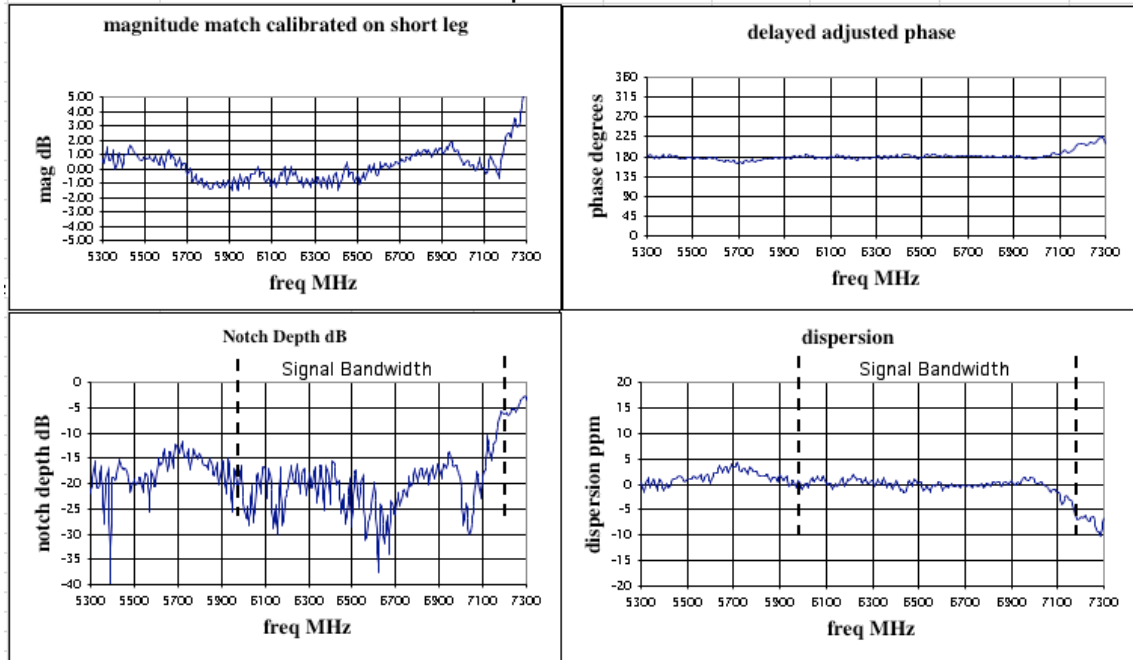 magnitude match calibrated on short leg
mag dB
5.00
4.00
3.00
2.00
1.00
0.00
-1.00
-2.00
-3.00
-4.00
-5.00
5300 5500 5700 5900 6100 6300 6500 6700 6900 7100 7300
freq MHz
delayed adjusted phase
phase degrees
360
315
270
225
180
135
90
45
0
5300 5500 5700 5900 6100 6300 6500 6700 6900 7100 7300
freq MHz
Notch Depth dB
Signal Bandwidth
notch depth dB
0
-5
-10
-15
-20
-25
-30
-35
-40
5300 5500 5700 5900 6100 6300 6500 6700 6900 7100 7300
freq MHz
dispersion
Signal Bandwidth
dispersion ppm
20
15
10
5
0
-5
-10
-15
-20
5300 5500 5700 5900 6100 6300 6500 6700 6900 7100 7300
freq MHz